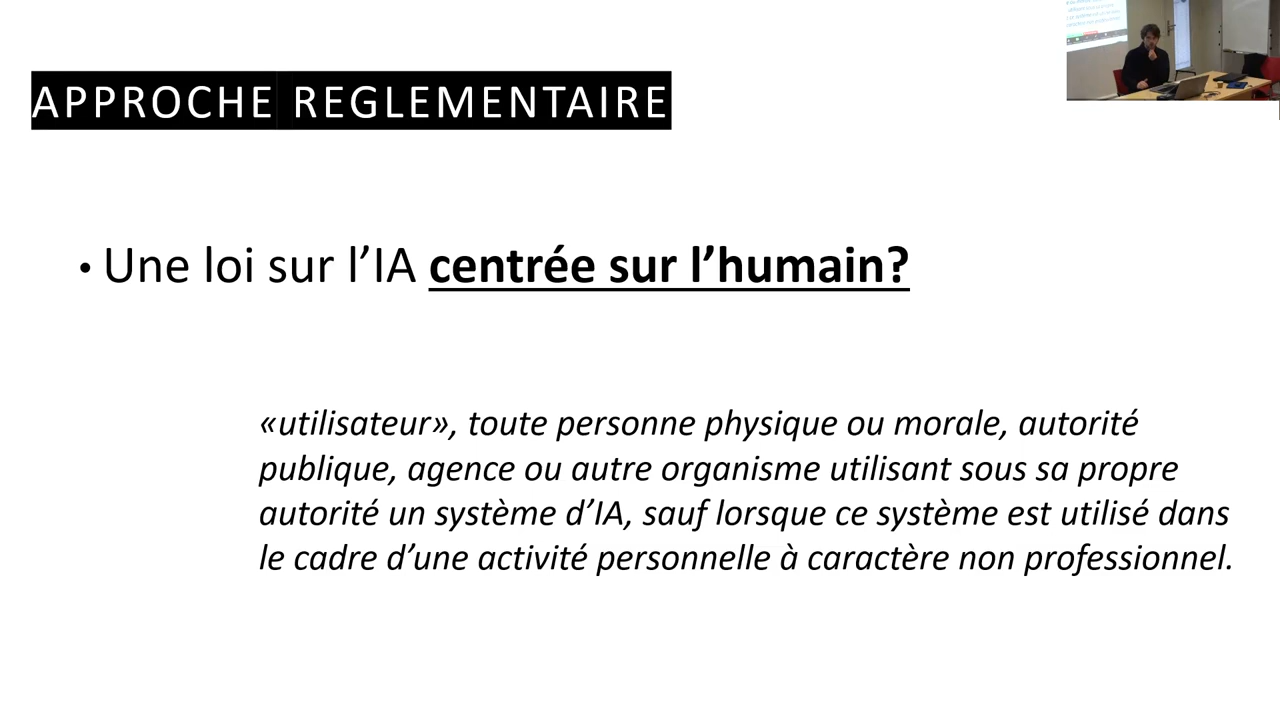 APPROCHE REGLEMENTAIRE
• Une loi sur l’IA centrée sur l’humain?
«utilisateur», toute personne physique ou morale, autorité
publique, agence ou autre organisme utilisant sous sa propre
autorité un système d’IA, sauf lorsque ce système est utilisé dans
le cadre d’une activité personnelle à caractère non professionnel.